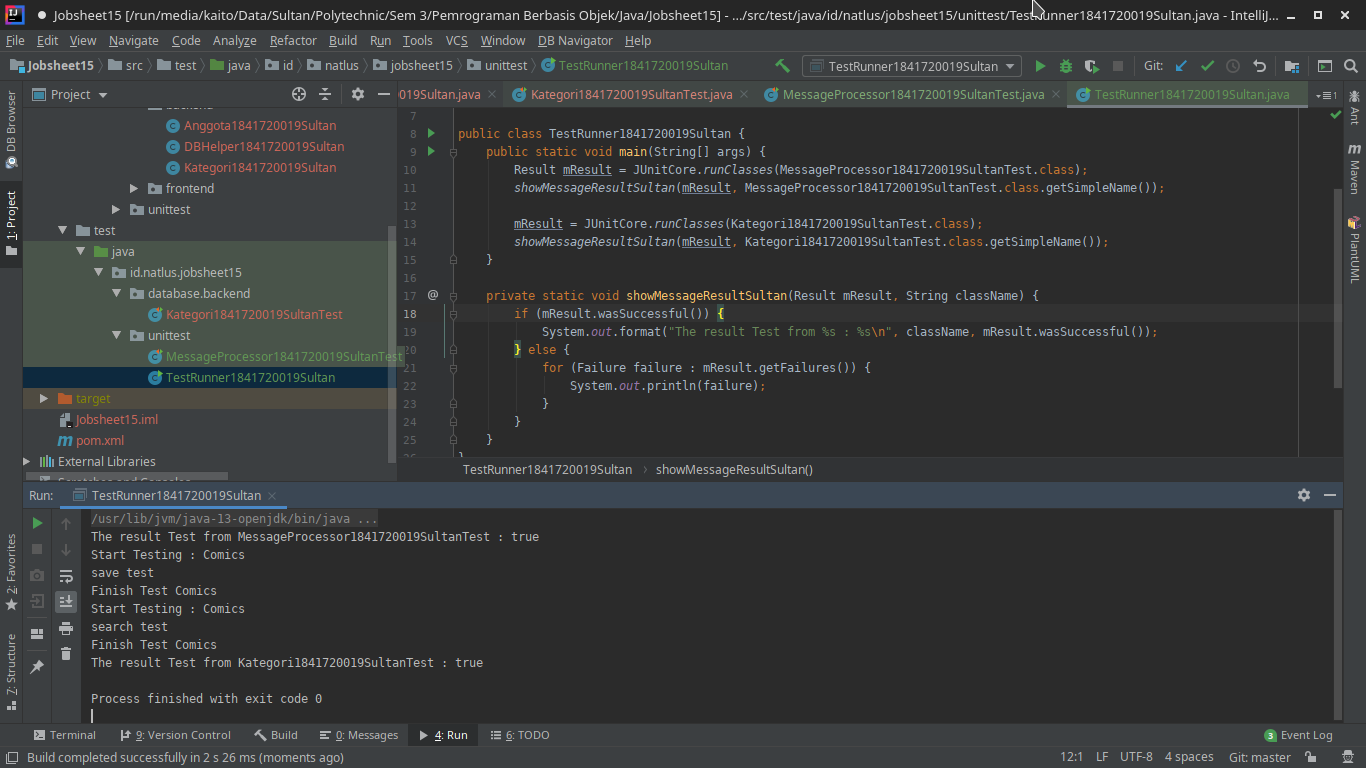 Jobsheet15 [/run/media/kaito/Data/Sultan/Polytechnic/Sem 3/Pemrograman Berbasis Objek/Java/Jobsheet15] - .../src/test/java/id/natlus/jobsheet15/unittest/TestRunner1841720019Sultan.java - IntelliJ...
File Edit View Navigate Code Analyze Refactor Build Run Tools VCS Window DB Navigator Help
Jobsheet15 src test java id natlus jobsheet15 unittest TestRunner1841720019Sultan TestRunner1841720019Sultan Git:
Project
019Sultan.java Kategori1841720019SultanTest.java MessageProcessor1841720019SultanTest.java TestRunner1841720019Sultan.java
DB Browser
1: Project
2: Favorites
7: Structure
Anggota1841720019Sultan
DBHelper1841720019Sultan
Kategori1841720019Sultan
frontend
unittest
test
java
id.natlus.jobsheet15
database.backend
Kategori1841720019SultanTest
unittest
MessageProcessor1841720019SultanTest
TestRunner1841720019Sultan
target
Jobsheet15.iml
pom.xml
External Libraries
7
8 public class TestRunner1841720019Sultan {
9 public static void main(String[] args) {
10 Result mResult = JUnitCore.runClasses(MessageProcessor1841720019SultanTest.class);
11 showMessageResultSultan(mResult, MessageProcessor1841720019SultanTest.class.getSimpleName());
12
13 mResult = JUnitCore.runClasses(Kategori1841720019SultanTest.class);
14 showMessageResultSultan(mResult, Kategori1841720019SultanTest.class.getSimpleName());
15 }
16
17 @ private static void showMessageResultSultan(Result mResult, String className) {
18 if (mResult.wasSuccessful()) {
19 System.out.format("The result Test from %s : %s\n", className, mResult.wasSuccessful());
20 } else {
21 for (Failure failure : mResult.getFailures()) {
22 System.out.println(failure);
23 }
24 }
25 }
TestRunner1841720019Sultan showMessageResultSultan()
Ant
Maven
PlantUML
Run: TestRunner1841720019Sultan
/usr/lib/jvm/java-13-openjdk/bin/java ...
The result Test from MessageProcessor1841720019SultanTest : true
Start Testing : Comics
save test
Finish Test Comics
Start Testing : Comics
search test
Finish Test Comics
The result Test from Kategori1841720019SultanTest : true
Process finished with exit code 0
Terminal 9: Version Control Build 0: Messages 4: Run 6: TODO 3 Event Log
Build completed successfully in 2 s 26 ms (moments ago) 12:1 LF UTF-8 4 spaces Git: master